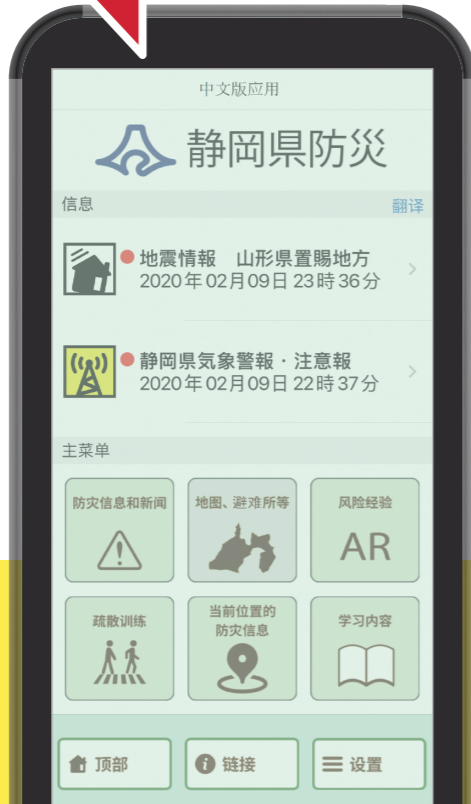 中文版应用
静岡県防災
信息
翻译
地震情報　山形県置賜地方
2020年02月09日 23時36分
静岡県気象警報・注意報
2020年02月09日 22時37分
主菜单
防灾信息和新闻
地图、避难所等
风险经验
AR
疏散训练
当前位置的
防灾信息
学习内容
顶部
链接
设置